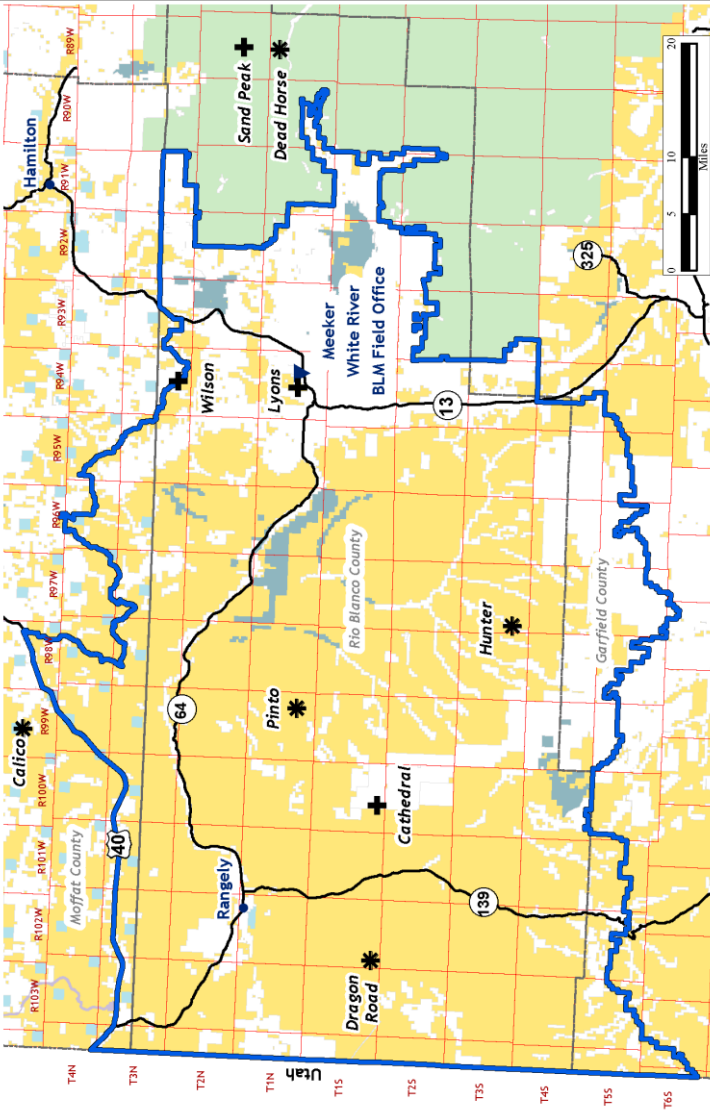 R89W
R90W
R91W
R92W
R93W
R94W
R95W
R96W
R97W
R98W
R99W
R100W
R101W
R102W
R103W
T4N
T3N
T2N
T1N
T1S
T2S
T3S
T4S
T5S
T6S
Hamilton
Sand Peak
Dead Horse
Wilson
Lyons
Meeker
White River
BLM Field Office
13
325
64
40
139
Calico
Pinto
Hunter
Cathedral
Rangely
Dragon
Road
Moffat County
Rio Blanco County
Garfield County
Utah
0
5
10
20
Miles